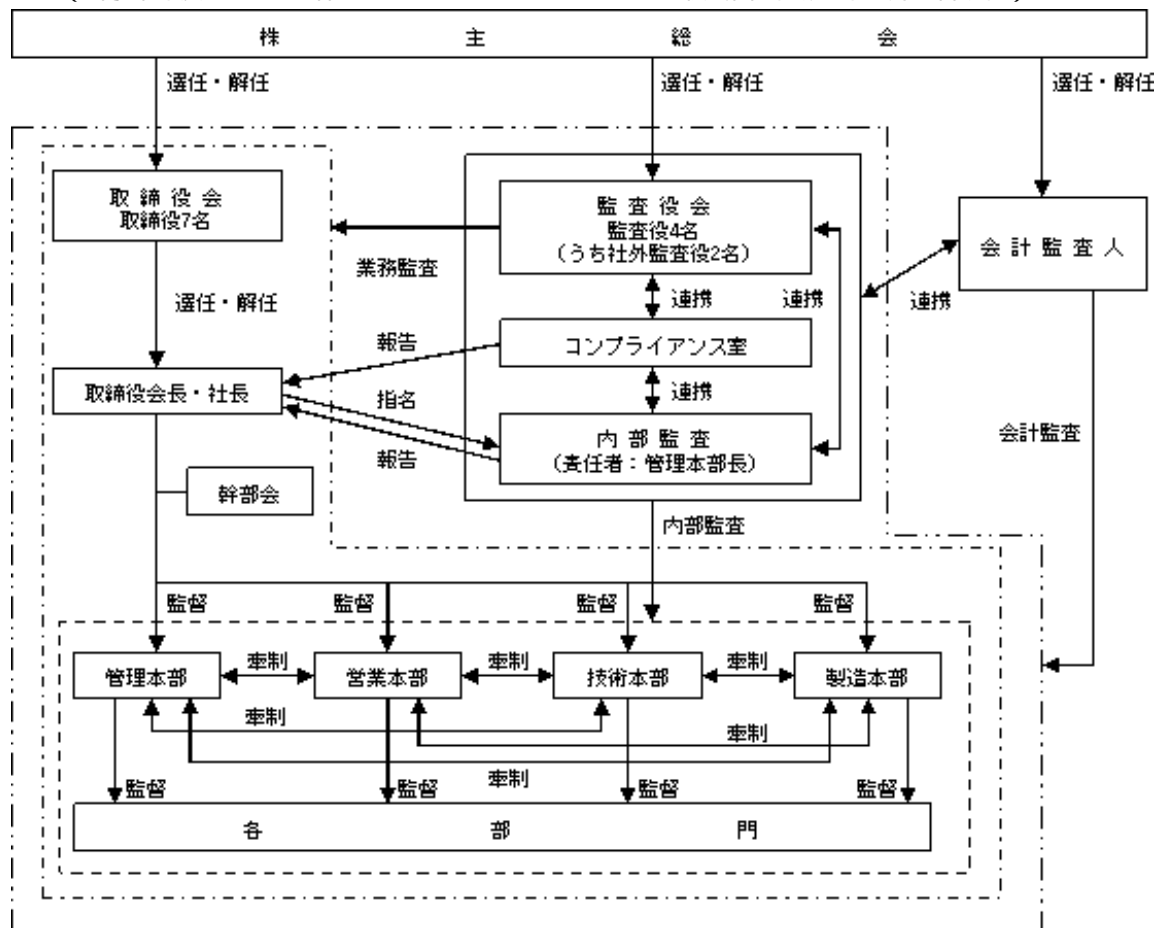 株主総会
選任・解任
選任・解任
選任・解任
取締役会
取締役7名
監査役会
監査役4名
(うち社外監査役2名)
会計監査人
業務監査
選任・解任
連携
連携
連携
報告
コンプライアンス室
取締役会長・社長
指名
連携
報告
内部監査
(責任者:管理本部長)
会計監査
幹部会
内部監査
監督
監督
監督
監督
管理本部
牽制
営業本部
牽制
技術本部
牽制
製造本部
牽制
牽制
牽制
監督
監督
監督
監督
各部門